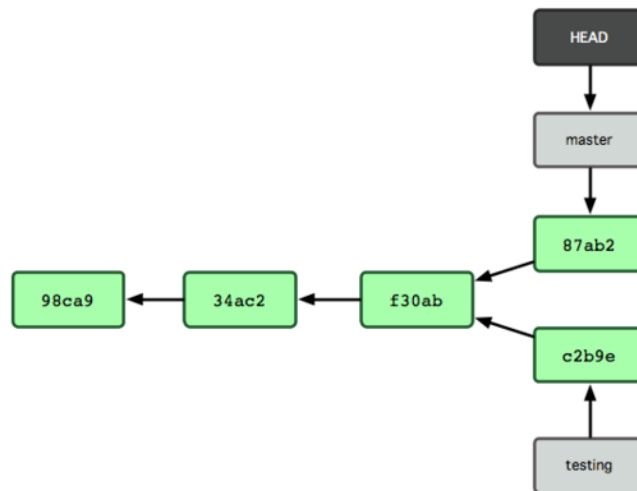 HEAD
master
87ab2
98ca9
34ac2
f30ab
c2b9e
testing